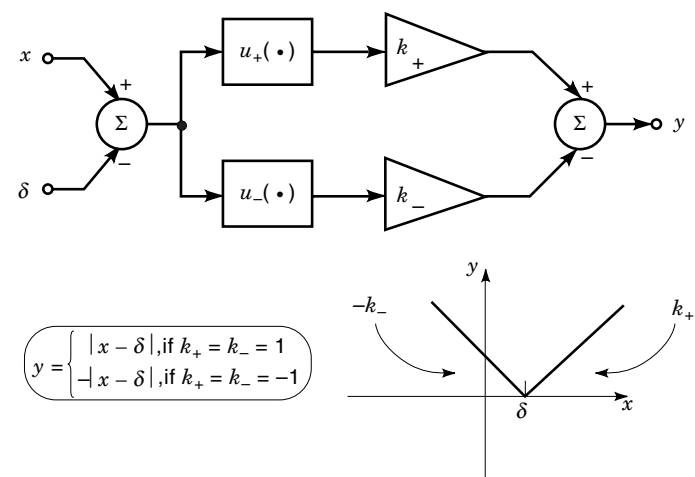 x
+
Σ
−
δ
u₊(•)
k₊
u₋(•)
k₋
+
Σ
−
y
y = { |x − δ|, if k₊ = k₋ = 1
−|x − δ|, if k₊ = k₋ = −1
y
−k₋
k₊
δ
x